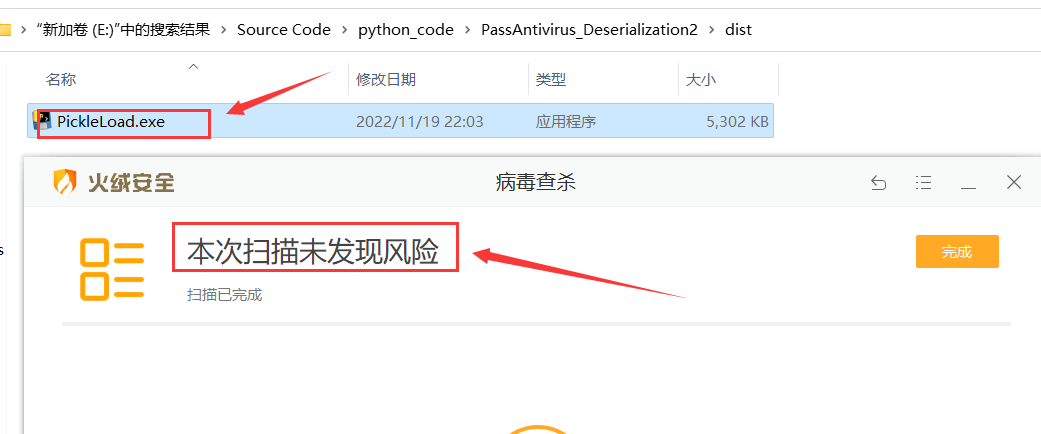 “新加卷 (E:)”中的搜索结果 › Source Code › python_code › PassAntivirus_Deserialization2 › dist
名称 修改日期 类型 大小
PickleLoad.exe 2022/11/19 22:03 应用程序 5,302 KB
火绒安全 病毒查杀
本次扫描未发现风险
完成
扫描已完成
s